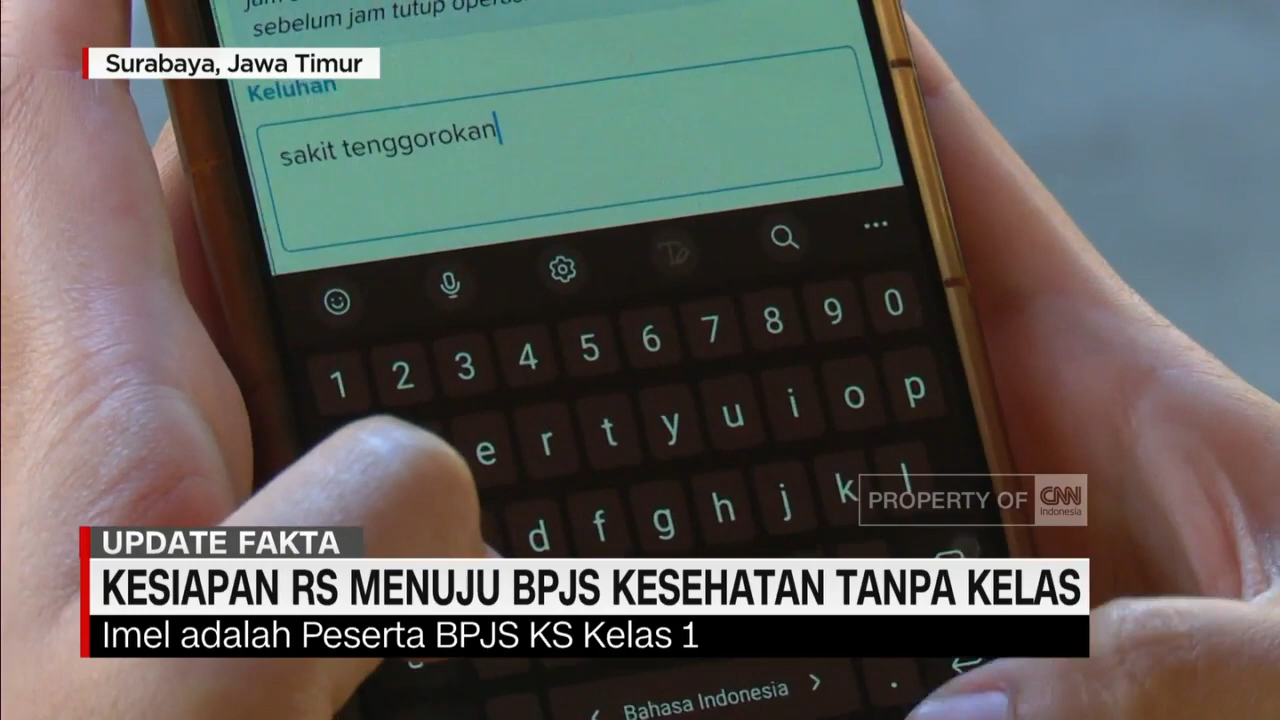 sebelum jam tutup
Surabaya, Jawa Timur
Keluhan
sakit tenggorokan
1 2 3 4 5 6 7 8 9 0
e r t y u i o p
d f g h j k l
PROPERTY OF CNN Indonesia
UPDATE FAKTA
KESIAPAN RS MENUJU BPJS KESEHATAN TANPA KELAS
Imel adalah Peserta BPJS KS Kelas 1
< Bahasa Indonesia > .